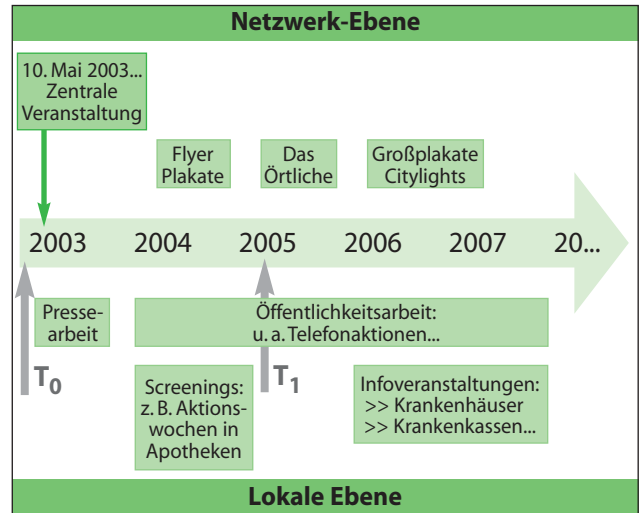 Netzwerk-Ebene
10. Mai 2003...
Zentrale
Veranstaltung
Flyer
Plakate
Das
Örtliche
Großplakate
Citylights
2003 2004 2005 2006 2007 20...
Presse-
arbeit
Öffentlichkeitsarbeit:
u. a. Telefonaktionen...
T0
T1
Screenings:
z. B. Aktions-
wochen in
Apotheken
Infoveranstaltungen:
>> Krankenhäuser
>> Krankenkassen...
Lokale Ebene